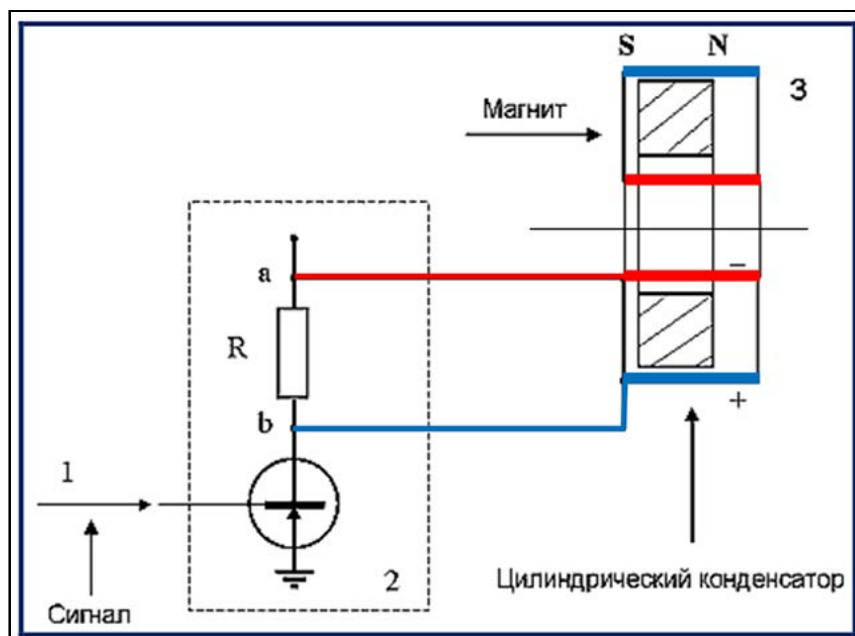 S N
3
Магнит
a
–
R
b
+
1
2
Цилиндрический конденсатор
Сигнал